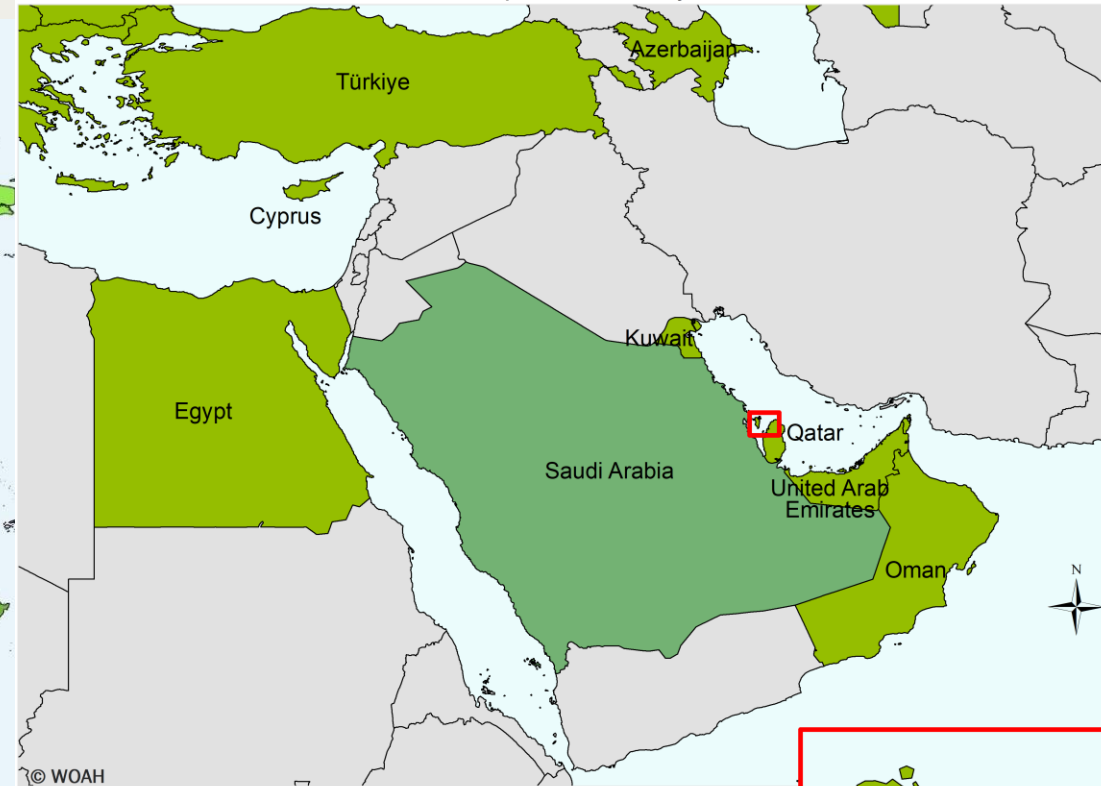 Azerbaijan
Türkiye
Cyprus
Kuwait
Egypt
Qatar
Saudi Arabia
United Arab
Emirates
Oman
N
© WOAH